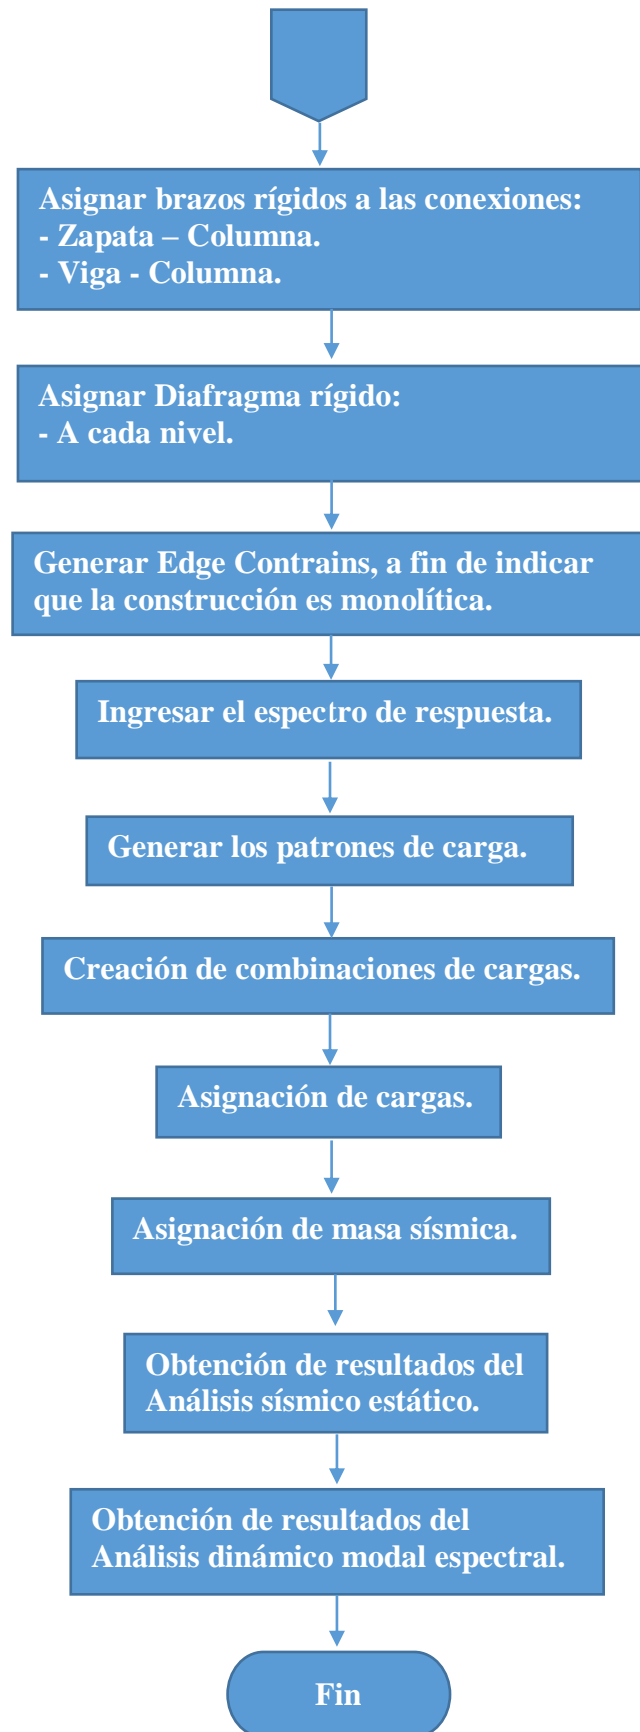 Asignar brazos rígidos a las conexiones:
- Zapata – Columna.
- Viga - Columna.
Asignar Diafragma rígido:
- A cada nivel.
Generar Edge Contrains, a fin de indicar
que la construcción es monolítica.
Ingresar el espectro de respuesta.
Generar los patrones de carga.
Creación de combinaciones de cargas.
Asignación de cargas.
Asignación de masa sísmica.
Obtención de resultados del
Análisis sísmico estático.
Obtención de resultados del
Análisis dinámico modal espectral.
Fin